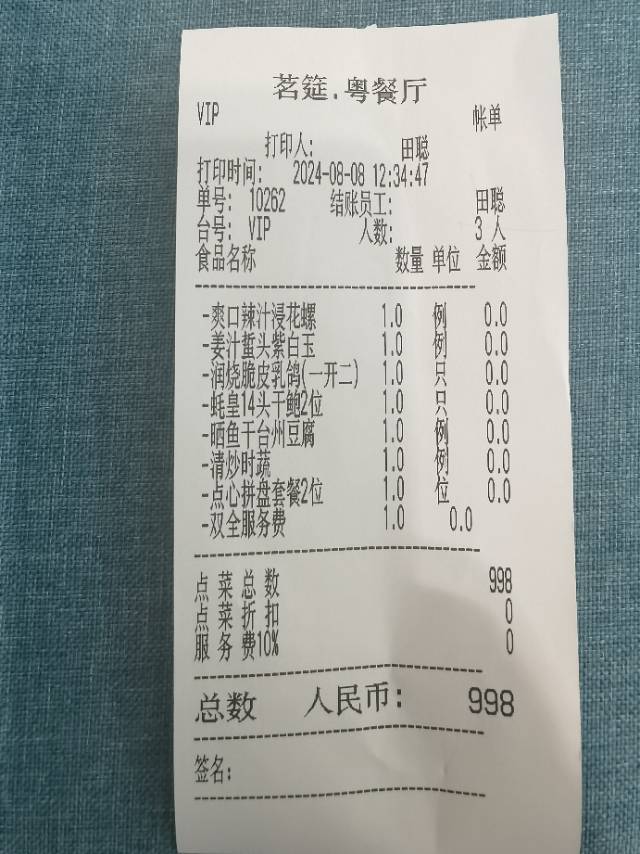 茗筵.粤餐厅
VIP 帐单
打印人: 田聪
打印时间: 2024-08-08 12:34:47
单号: 10262 结账员工: 田聪
台号: VIP 人数: 3 人
食品名称 数量 单位 金额
-爽口辣汁浸花螺 1.0 例 0.0
-姜汁蜇头紫白玉 1.0 例 0.0
-润烧脆皮乳鸽(一开二) 1.0 只 0.0
-蚝皇14头干鲍2位 1.0 只 0.0
-晒鱼干台州豆腐 1.0 例 0.0
-清炒时蔬 1.0 例 0.0
-点心拼盘套餐2位 1.0 位 0.0
-双全服务费 1.0 0.0
点 菜 总 数 998
点 菜 折 扣 0
服 务 费10% 0
总数 人民币: 998
签名: